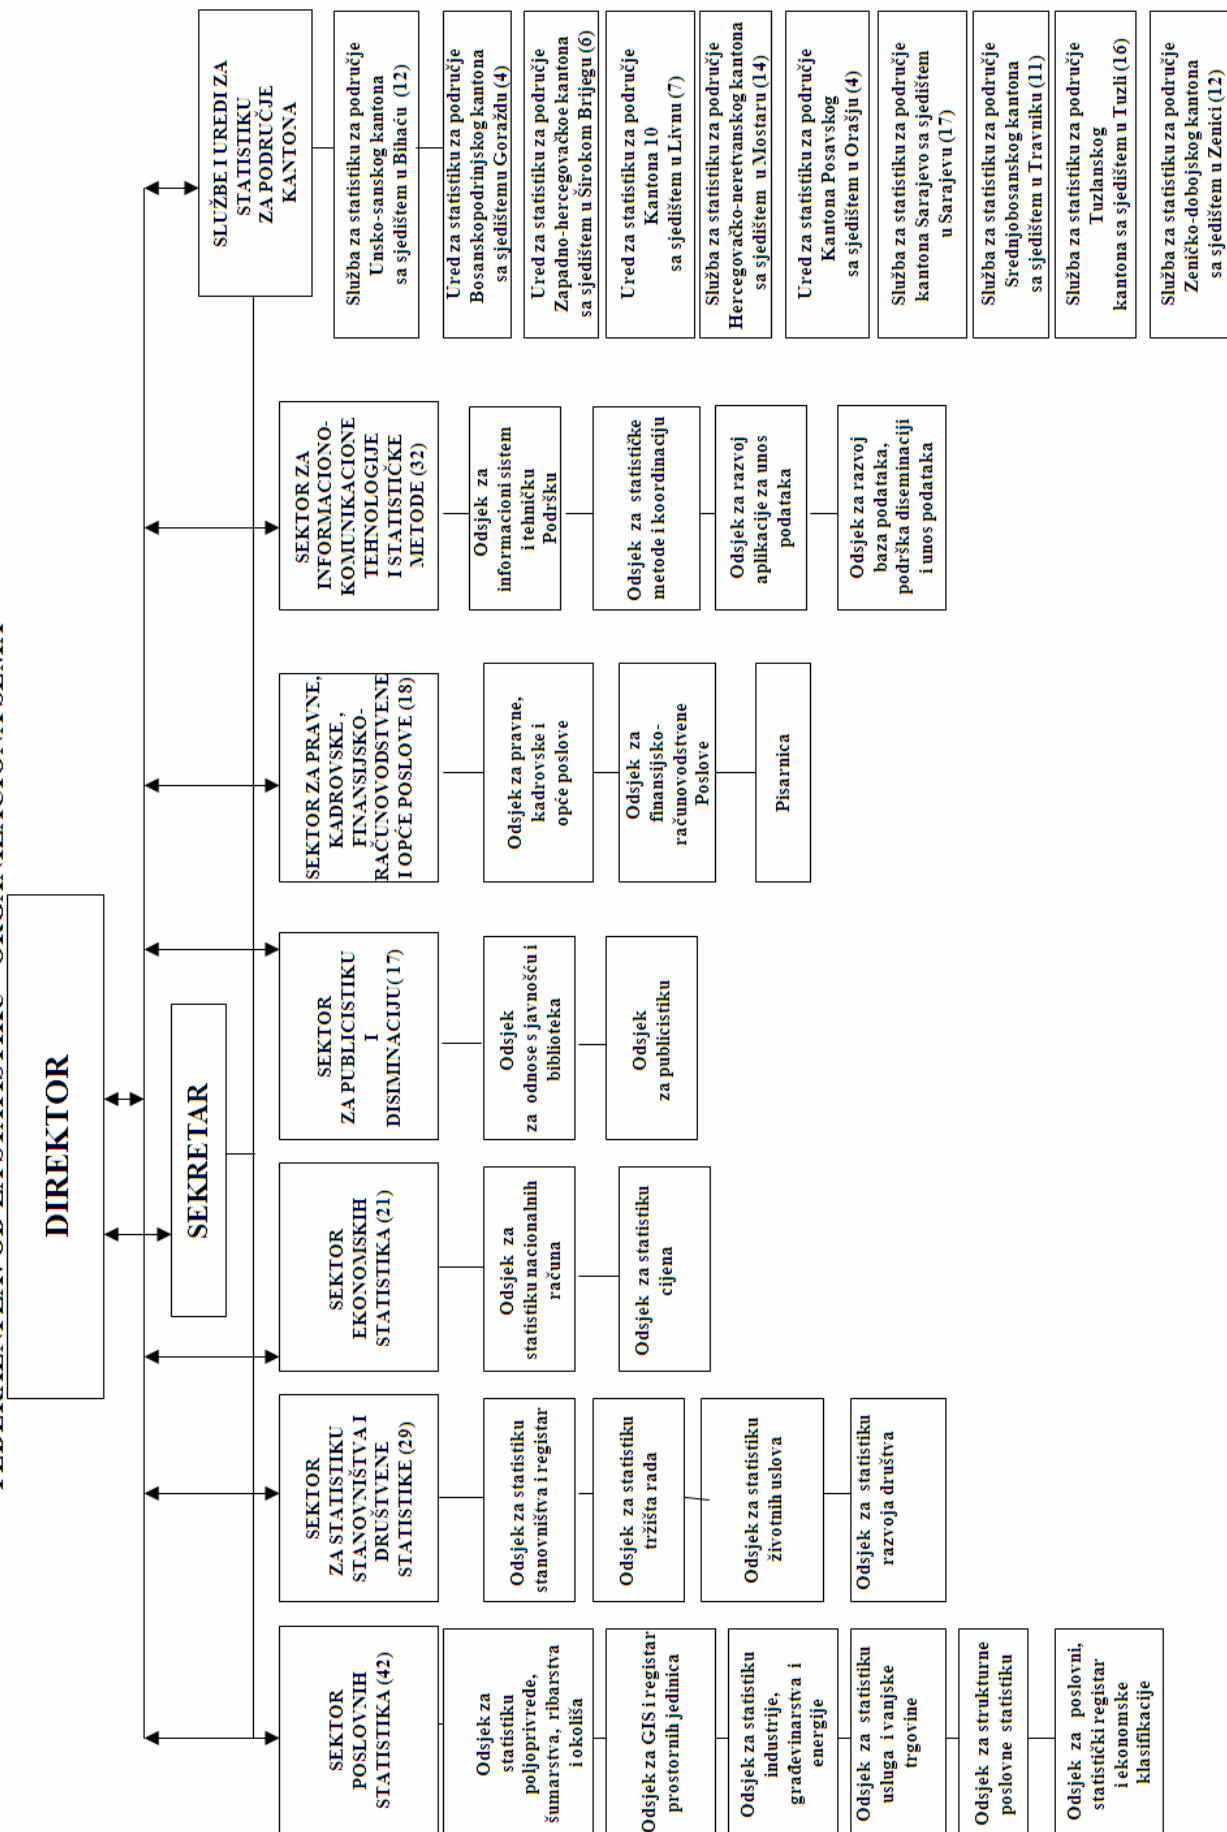 DIREKTOR
SEKRETAR
SEKTOR
POSLOVNIH
STATISTIKA (42)
Odsjek za
statistiku
poljoprivrede,
šumarstva, ribarstva
i okoliša
Odsjek za GIS i registar
prostornih jedinica
Odsjek za statistiku
industrije,
građevinarstva i
energije
Odsjek za statistiku
usluga i vanjske
trgovine
Odsjek za strukturne
poslovne statistiku
Odsjek za poslovni,
statistički registar
i ekonomske
klasifikacije
SEKTOR
ZA STATISTIKU
STANOVNIŠTVA I
DRUŠTVENE
STATISTIKE (29)
Odsjek za statistiku
stanovništva i registar
Odsjek za statistiku
tržišta rada
Odsjek za statistiku
životnih uslova
Odsjek za statistiku
razvoja društva
SEKTOR
EKONOMSKIH
STATISTIKA (21)
Odsjek za
statistiku nacionalnih
računa
Odsjek za statistiku
cijena
SEKTOR
ZA PUBLICISTIKU
I
DISIMINACIJU(17)
Odsjek
za odnose s javnošću i
biblioteka
Odsjek
za publicistiku
SEKTOR ZA PRAVNE,
KADROVSKE ,
FINANSIJSKO-
RAČUNOVODSTVENE
I OPĆE POSLOVE (18)
Odsjek za pravne,
kadrovske i
opće poslove
Odsjek za
finansijsko-
računovodstvene
Poslove
Pisarnica
SEKTOR ZA
INFORMACIONO-
KOMUNIKACIONE
TEHNOLOGIJE
I STATISTIČKE
METODE (32)
Odsjek za
informacioni sistem
i tehničku
Podršku
Odsjek za statističke
metode i koordinaciju
Odsjek za razvoj
aplikacije za unos
podataka
Odsjek za razvoj
baza podataka,
podrška diseminaciji
i unos podataka
SLUŽBE I UREDI ZA
STATISTIKU
ZA PODRUČJE
KANTONA
Služba za statistiku za područje
Unsko-sanskog kantona
sa sjedištem u Bihaću (12)
Ured za statistiku za područje
Bosanskopodrinjskog kantona
sa sjedištemu Goraždu (4)
Ured za statistiku za područje
Zapadno-hercegovačkoe kantona
sa sjedištem u Širokom Brijegu (6)
Ured za statistiku za područje
Kantona 10
sa sjedištem u Livnu (7)
Služba za statistiku za područje
Hercegovačko-neretvanskog kantona
sa sjedištem u Mostaru (14)
Ured za statistiku za područje
Kantona Posavskog
sa sjedištem u Orašju (4)
Služba za statistiku za područje
kantona Sarajevo sa sjedištem
u Sarajevu (17)
Služba za statistiku za područje
Srednjobosanskog kantona
sa sjedištem u Travniku (11)
Služba za statistiku za područje
Tuzlanskog
kantona sa sjedištem u Tuzli (16)
Služba za statistiku za područje
Zeničko-dobojskog kantona
sa sjedištem u Zenici (12)